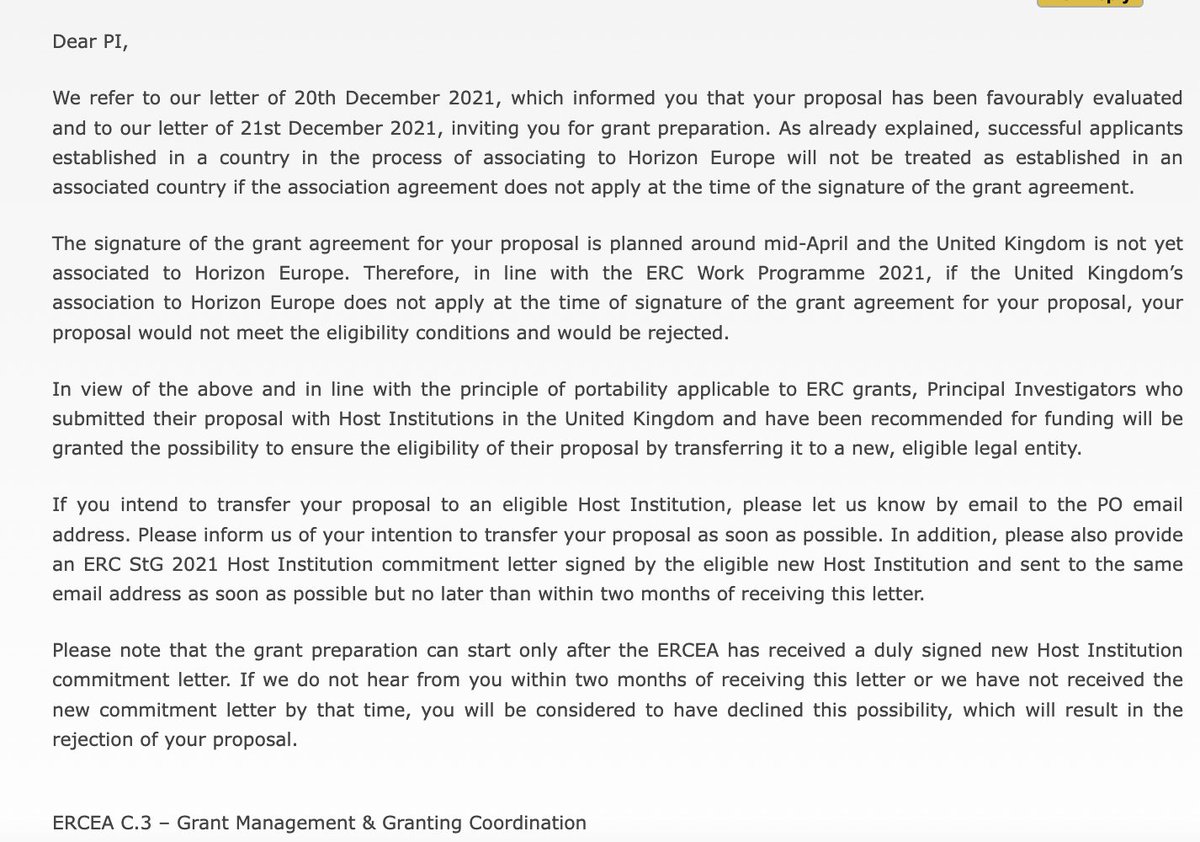 Dear PI,
We refer to our letter of 20th December 2021, which informed you that your proposal has been favourably evaluated
and to our letter of 21st December 2021, inviting you for grant preparation. As already explained, successful applicants
established in a country in the process of associating to Horizon Europe will not be treated as established in an
associated country if the association agreement does not apply at the time of the signature of the grant agreement.
The signature of the grant agreement for your proposal is planned around mid-April and the United Kingdom is not yet
associated to Horizon Europe. Therefore, in line with the ERC Work Programme 2021, if the United Kingdom’s
association to Horizon Europe does not apply at the time of signature of the grant agreement for your proposal, your
proposal would not meet the eligibility conditions and would be rejected.
In view of the above and in line with the principle of portability applicable to ERC grants, Principal Investigators who
submitted their proposal with Host Institutions in the United Kingdom and have been recommended for funding will be
granted the possibility to ensure the eligibility of their proposal by transferring it to a new, eligible legal entity.
If you intend to transfer your proposal to an eligible Host Institution, please let us know by email to the PO email
address. Please inform us of your intention to transfer your proposal as soon as possible. In addition, please also provide
an ERC StG 2021 Host Institution commitment letter signed by the eligible new Host Institution and sent to the same
email address as soon as possible but no later than within two months of receiving this letter.
Please note that the grant preparation can start only after the ERCEA has received a duly signed new Host Institution
commitment letter. If we do not hear from you within two months of receiving this letter or we have not received the
new commitment letter by that time, you will be considered to have declined this possibility, which will result in the
rejection of your proposal.
ERCEA C.3 – Grant Management & Granting Coordination